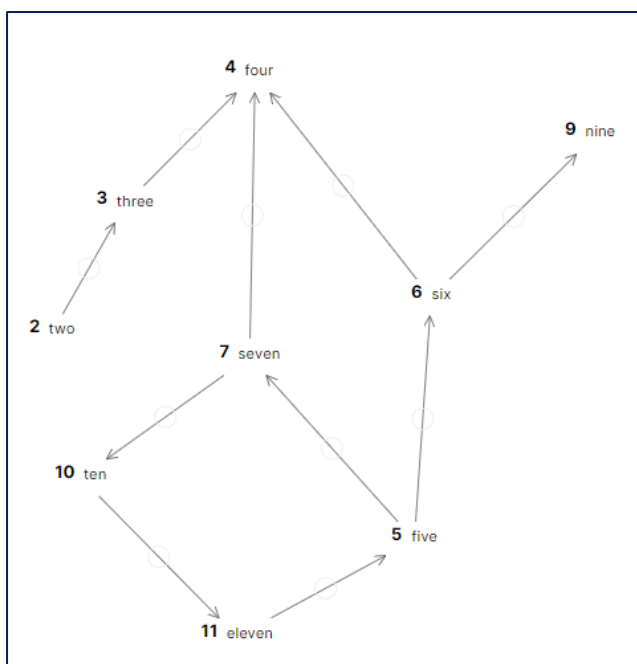 4 four
9 nine
3 three
6 six
2 two
7 seven
10 ten
5 five
11 eleven